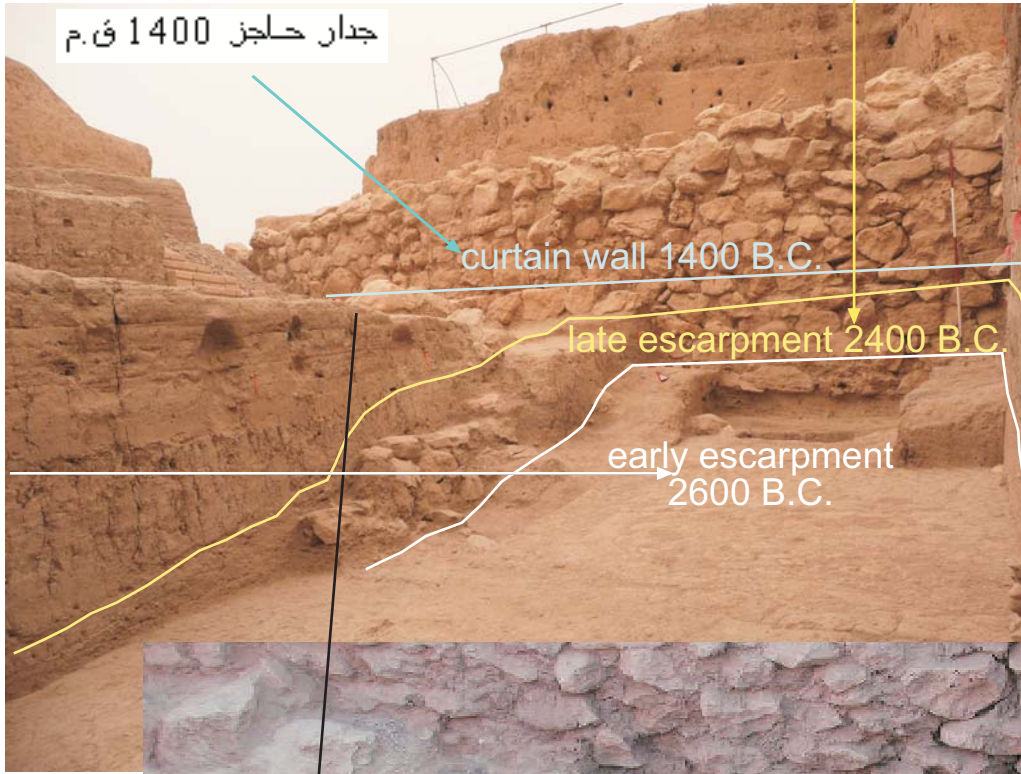 جدار حاجز 1400 ق.م
curtain wall 1400 B.C.
late escarpment 2400 B.C.
early escarpment
2600 B.C.